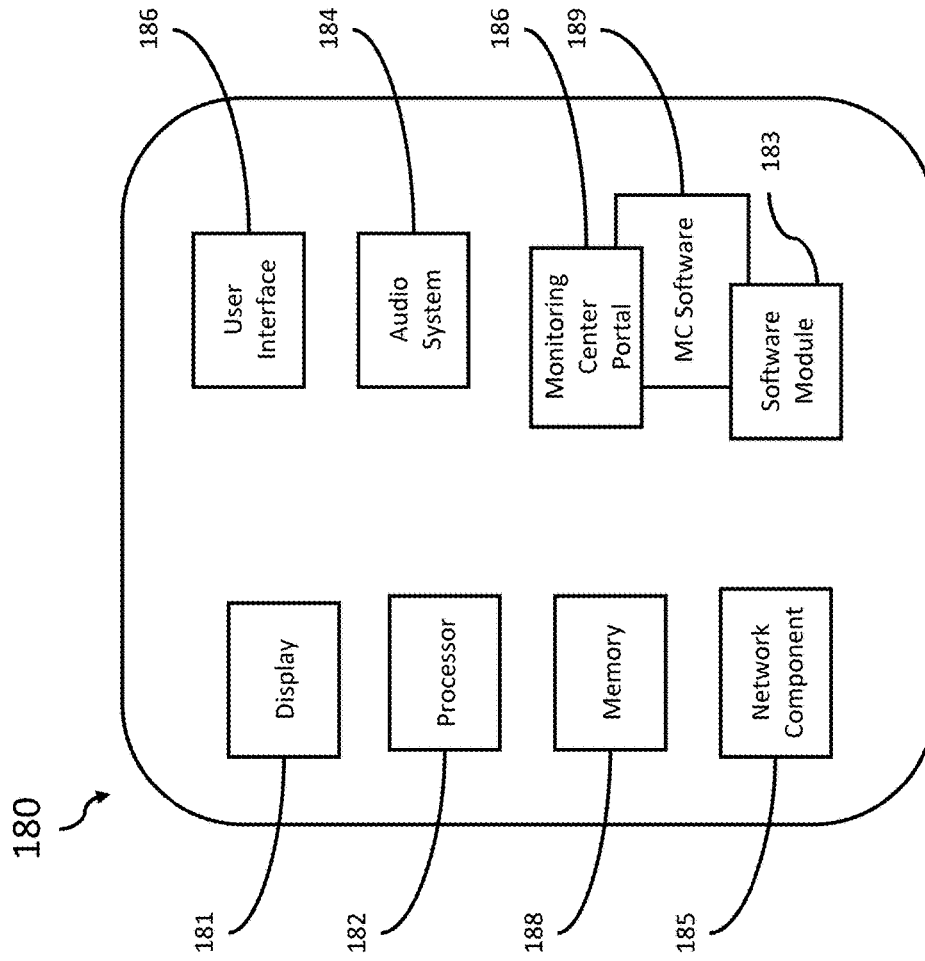 180
181
Display
182
Processor
188
Memory
185
Network
Component
User
Interface
186
Audio
System
184
Monitoring
Center
Portal
186
MC Software
189
Software
Module
183